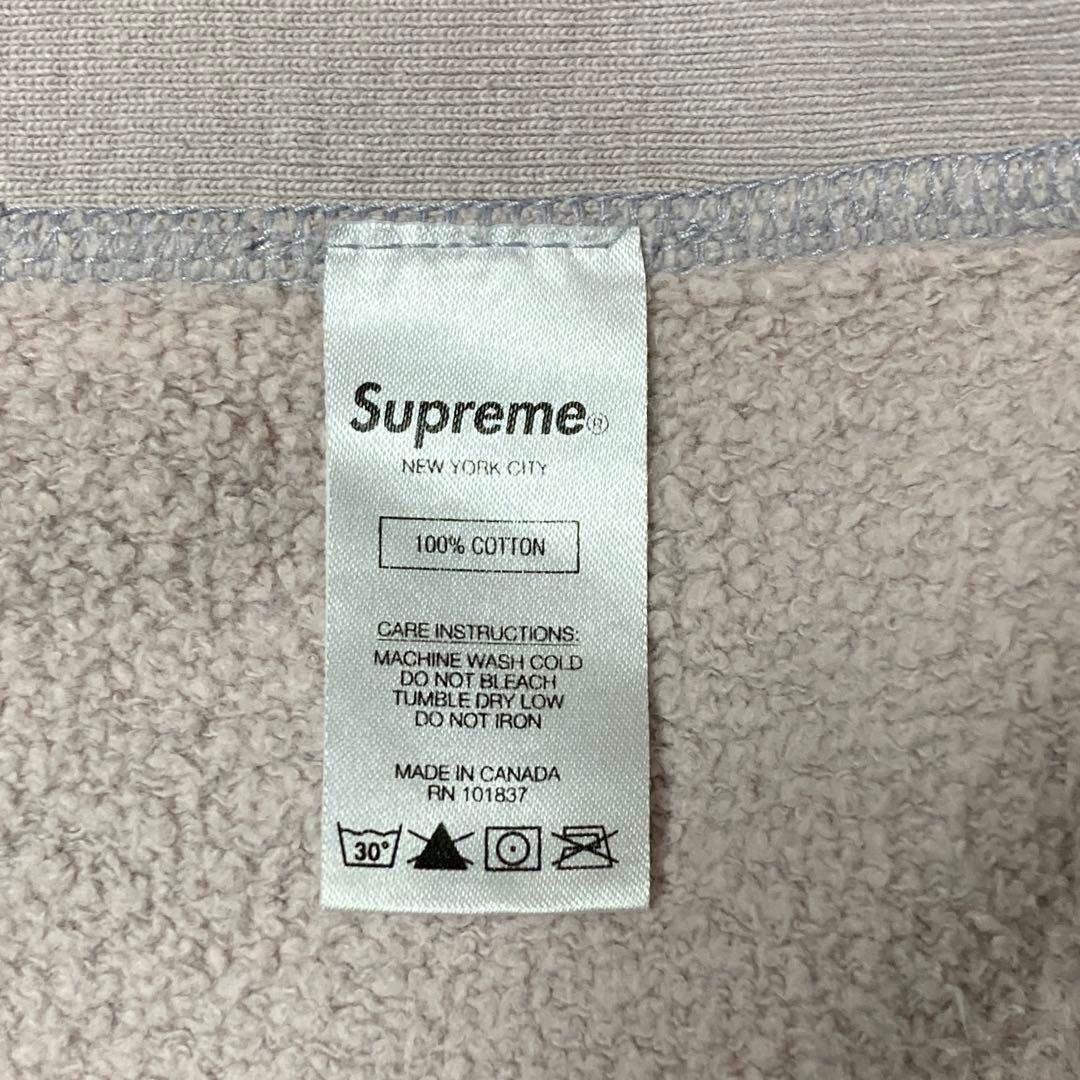 Supreme®
NEW YORK CITY
100% COTTON
CARE INSTRUCTIONS:
MACHINE WASH COLD
DO NOT BLEACH
TUMBLE DRY LOW
DO NOT IRON
MADE IN CANADA
RN 101837
30°